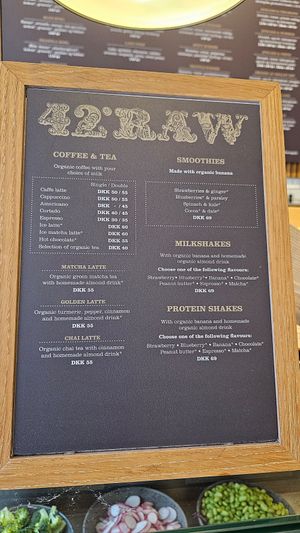 42°RAW
COFFEE & TEA
Organic coffee with your
choice of milk
Single / Double
Caffe latte DKK 50 / 55
Cappuccino DKK 50 / 55
Americano DKK - / 45
Cortado DKK 40 / 45
Espresso DKK 30 / 35
Ice latte* DKK 60
Ice matcha latte* DKK 60
Hot chocolate* DKK 55
Selection of organic tea DKK 40
MATCHA LATTE
Organic green matcha tea
with homemade almond drink*
DKK 55
GOLDEN LATTE
Organic turmeric, pepper, cinnamon
and homemade almond drink*
DKK 55
CHAI LATTE
Organic chai tea with cinnamon
and homemade almond drink*
DKK 55
SMOOTHIES
Made with organic banana
Strawberries & ginger*
Blueberries* & parsley
Spinach & kale*
Cocoa* & date*
DKK 69
MILKSHAKES
With organic banana and homemade
organic almond drink
Choose one of the following flavours:
Strawberry • Blueberry* • Banana* • Chocolate*
Peanut butter* • Espresso* • Matcha*
DKK 69
PROTEIN SHAKES
With organic banana and homemade
organic almond drink
Choose one of the following flavours:
Strawberry • Blueberry* • Banana* • Chocolate*
Peanut butter* • Espresso* • Matcha*
DKK 69